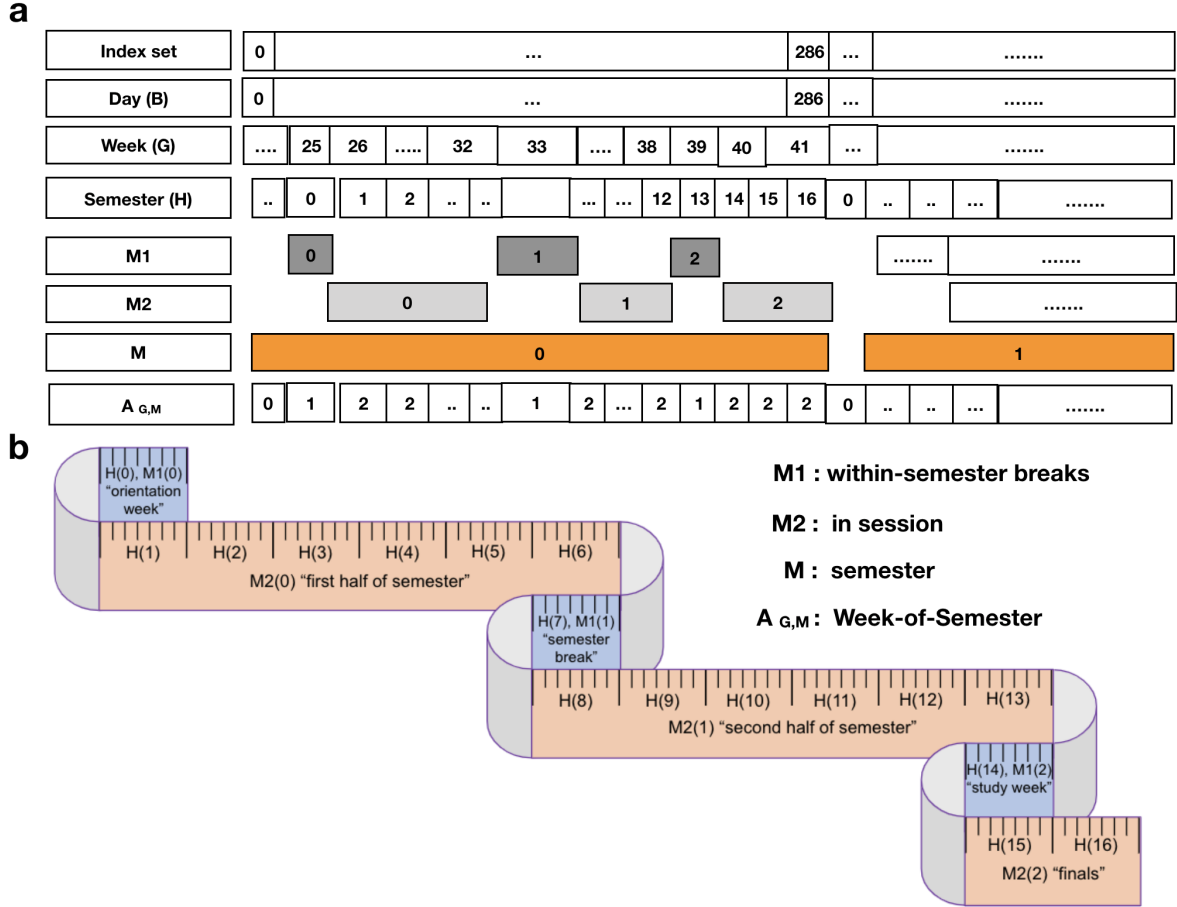 a
Index set 0 ... 286 ... .......
Day (B) 0 ... 286 ... .......
Week (G) .... 25 26 ..... 32 33 .... 38 39 40 41 ... .......
Semester (H) .. 0 1 2 .. .. ... ... 12 13 14 15 16 0 .. .. ... .......
M1 0 1 2 ....... .......
M2 0 1 2 .......
M 0 1
A G,M 0 1 2 2 .. .. 1 2 ... 2 1 2 2 2 0 .. .. ... .......
b
H(0), M1(0)
“orientation
week”
H(1) H(2) H(3) H(4) H(5) H(6)
M2(0) “first half of semester”
H(7), M1(1)
“semester
break”
H(8) H(9) H(10) H(11) H(12) H(13)
M2(1) “second half of semester”
H(14), M1(2)
“study week”
H(15) H(16)
M2(2) “finals”
M1 : within-semester breaks
M2 : in session
M : semester
A G,M : Week-of-Semester